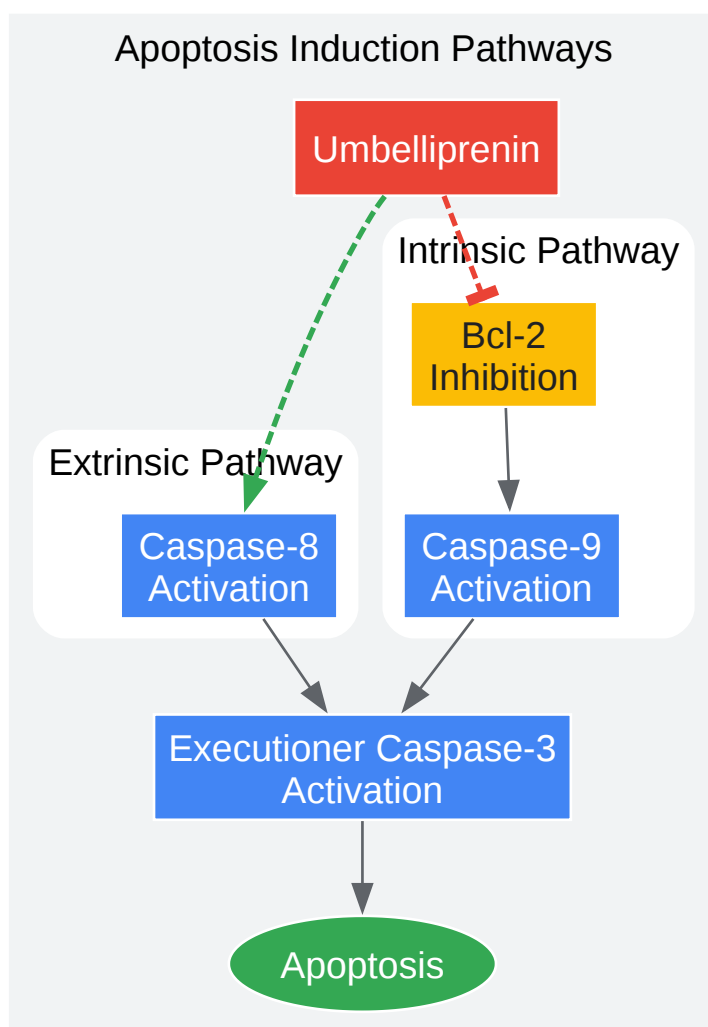 Apoptosis Induction Pathways
Umbelliprenin
Intrinsic Pathway
Bcl-2
Inhibition
Extrinsic Pathway
Caspase-8
Activation
Caspase-9
Activation
Executioner Caspase-3
Activation
Apoptosis